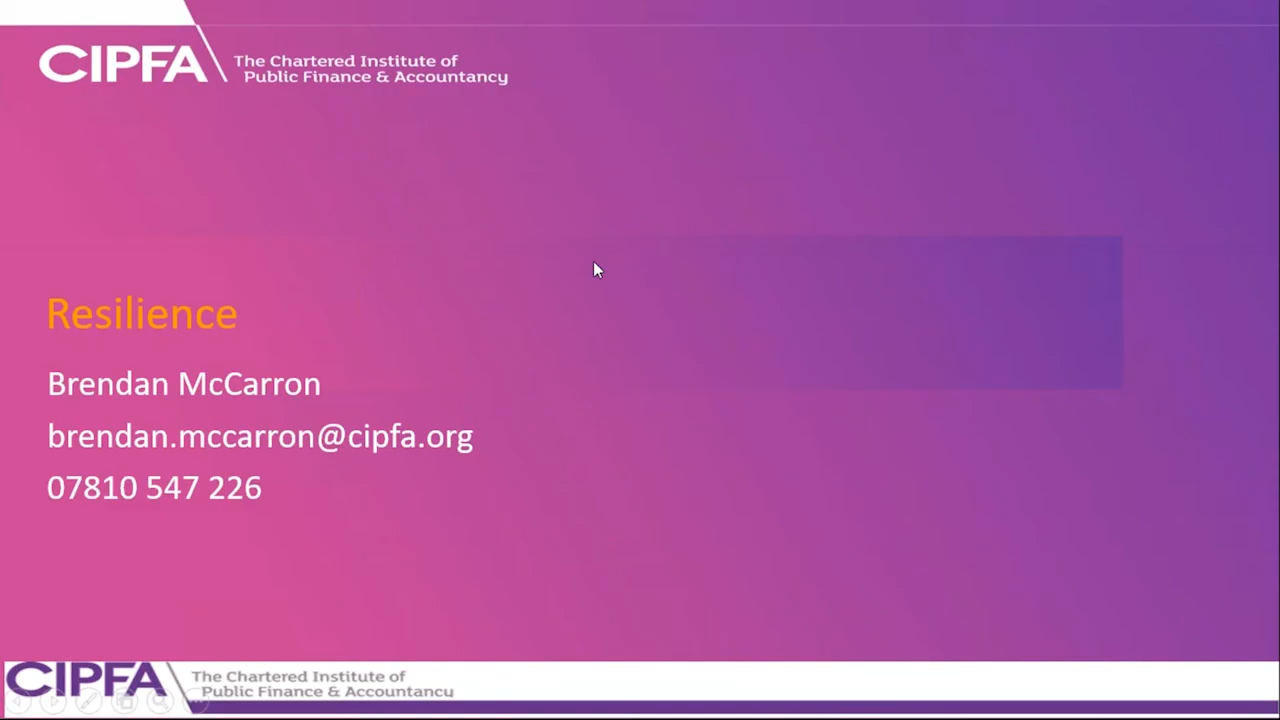 CIPFA
The Chartered Institute of
Public Finance & Accountancy
Resilience
Brendan McCarron
brendan.mccarron@cipfa.org
07810 547 226
CIPFA
The Chartered Institute of
Public Finance & Accountancy